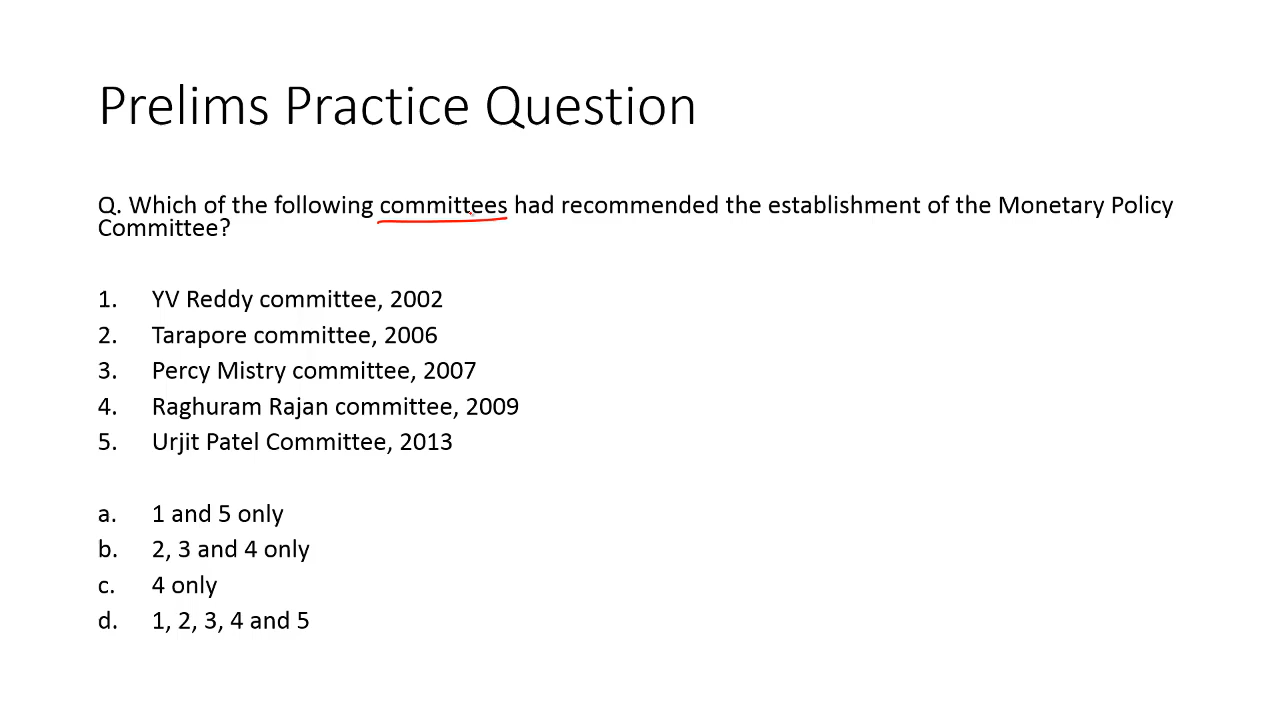 Prelims Practice Question
Q. Which of the following committees had recommended the establishment of the Monetary Policy
Committee?
1. YV Reddy committee, 2002
2. Tarapore committee, 2006
3. Percy Mistry committee, 2007
4. Raghuram Rajan committee, 2009
5. Urjit Patel Committee, 2013
a. 1 and 5 only
b. 2, 3 and 4 only
c. 4 only
d. 1, 2, 3, 4 and 5